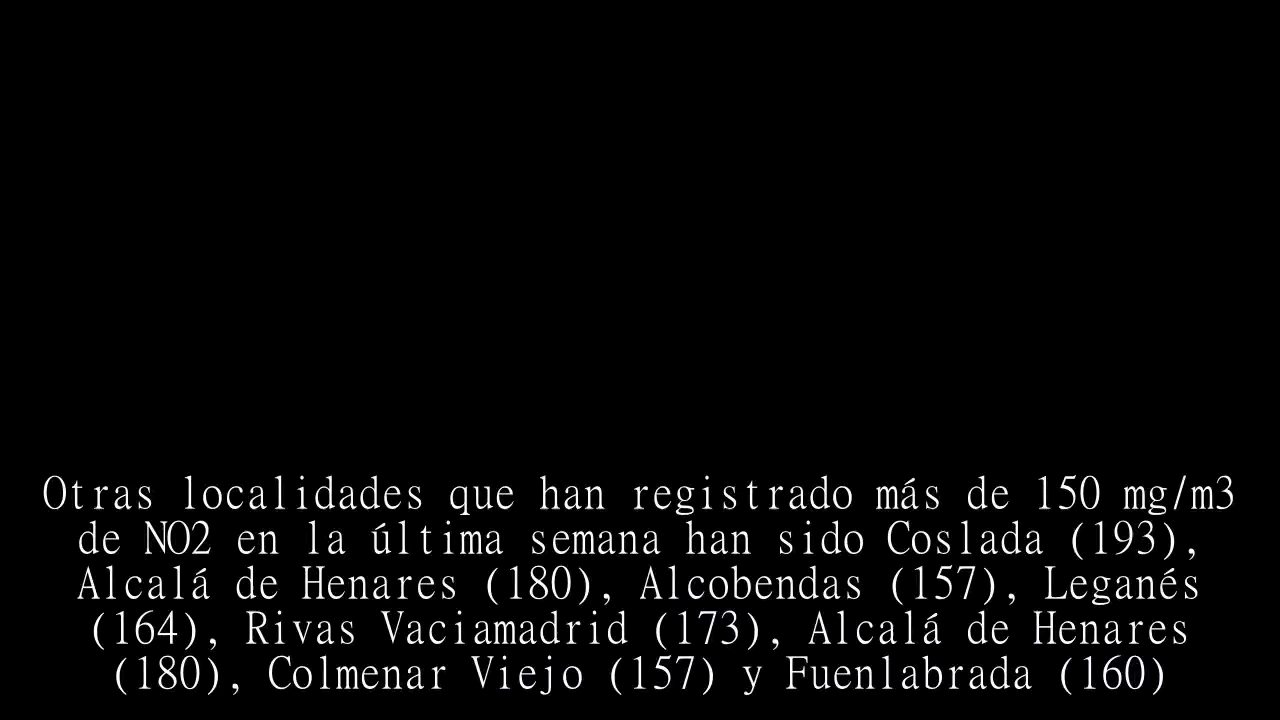 Otras localidades que han registrado más de 150 mg/m3
de NO2 en la última semana han sido Coslada (193),
Alcalá de Henares (180), Alcobendas (157), Leganés
(164), Rivas Vaciamadrid (173), Alcalá de Henares
(180), Colmenar Viejo (157) y Fuenlabrada (160)